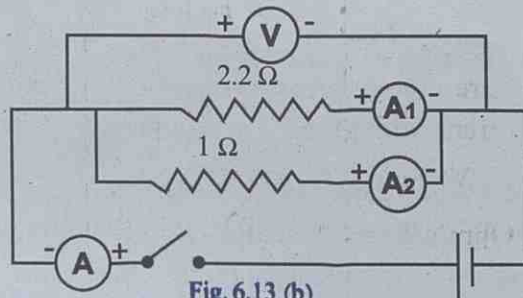 + V -
2.2 Ω
+ A1 -
1 Ω
+ A2 -
- A +
Fig. 6.13 (b)